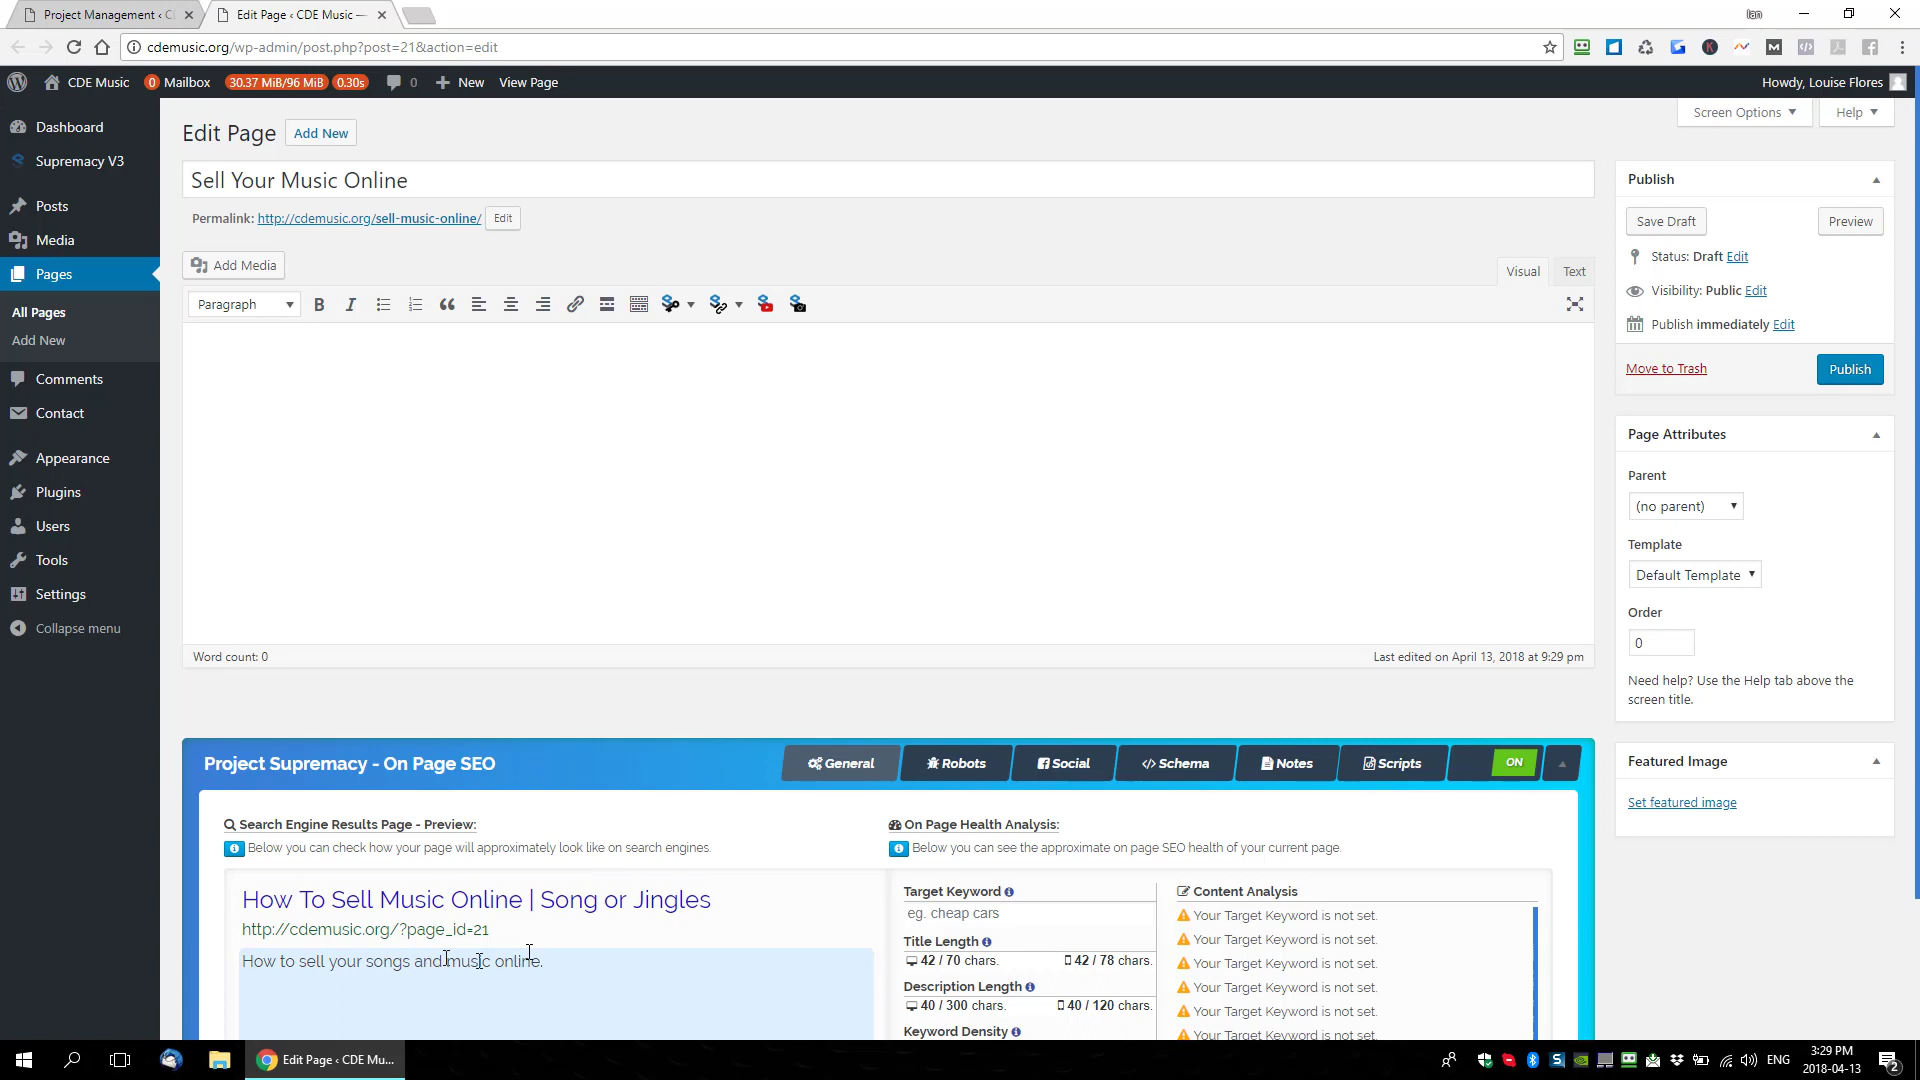 Project Management ‹ C
Edit Page ‹ CDE Music —
Ian
cdemusic.org/wp-admin/post.php?post=21&action=edit
CDE Music
0 Mailbox
30.37 MiB/96 MiB 0.30s
0
New
View Page
Howdy, Louise Flores
Dashboard
Supremacy V3
Posts
Media
Pages
All Pages
Add New
Comments
Contact
Appearance
Plugins
Users
Tools
Settings
Collapse menu
Screen Options
Help
Edit Page
Add New
Sell Your Music Online
Permalink: http://cdemusic.org/sell-music-online/ Edit
Add Media
Visual
Text
Paragraph
Word count: 0
Last edited on April 13, 2018 at 9:29 pm
Publish
Save Draft
Preview
Status: Draft Edit
Visibility: Public Edit
Publish immediately Edit
Move to Trash
Publish
Page Attributes
Parent
(no parent)
Template
Default Template
Order
0
Need help? Use the Help tab above the
screen title.
Featured Image
Set featured image
Project Supremacy - On Page SEO
General
Robots
Social
</> Schema
Notes
Scripts
ON
Search Engine Results Page - Preview:
Below you can check how your page will approximately look like on search engines.
How To Sell Music Online | Song or Jingles
http://cdemusic.org/?page_id=21
How to sell your songs and music online.
On Page Health Analysis:
Below you can see the approximate on page SEO health of your current page.
Target Keyword
eg. cheap cars
Title Length
42 / 70 chars.
42 / 78 chars.
Description Length
40 / 300 chars.
40 / 120 chars.
Keyword Density
Content Analysis
Your Target Keyword is not set.
Your Target Keyword is not set.
Your Target Keyword is not set.
Your Target Keyword is not set.
Your Target Keyword is not set.
Your Target Keyword is not set.
Edit Page ‹ CDE Mu...
ENG
3:29 PM
2018-04-13
2